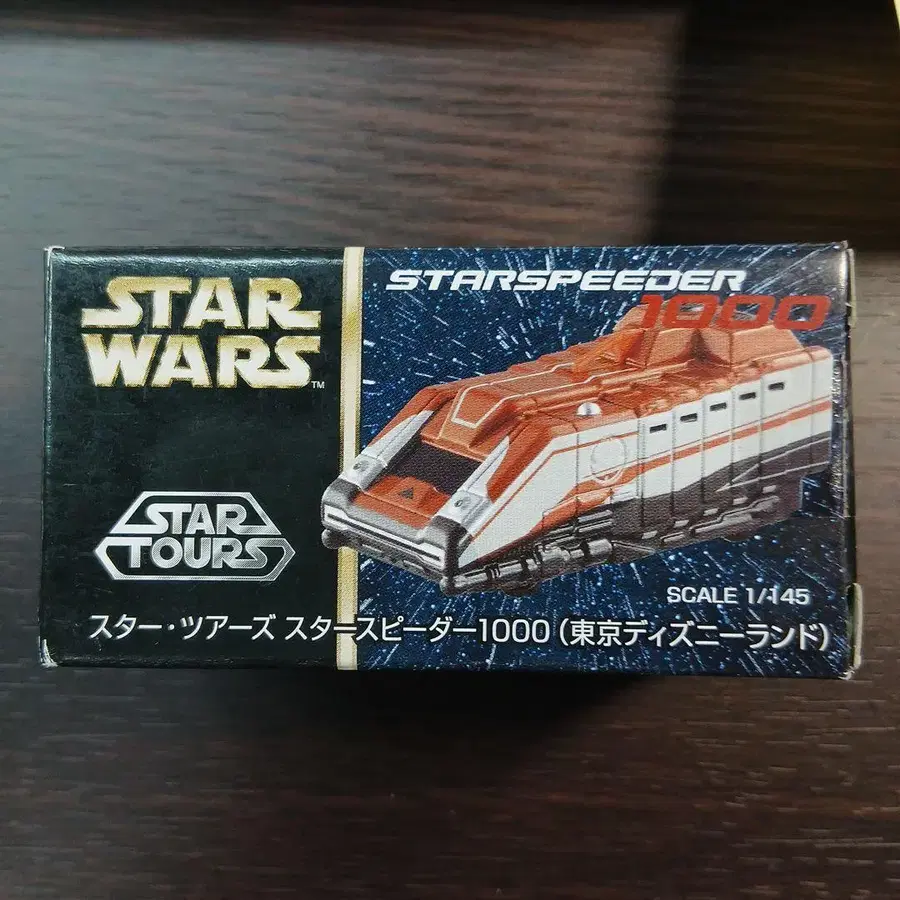 STAR
WARS
TM
STAR
TOURS
STARSPEEDER
1000
SCALE 1/145
スター・ツアーズ スタースピーダー1000（東京ディズニーランド）